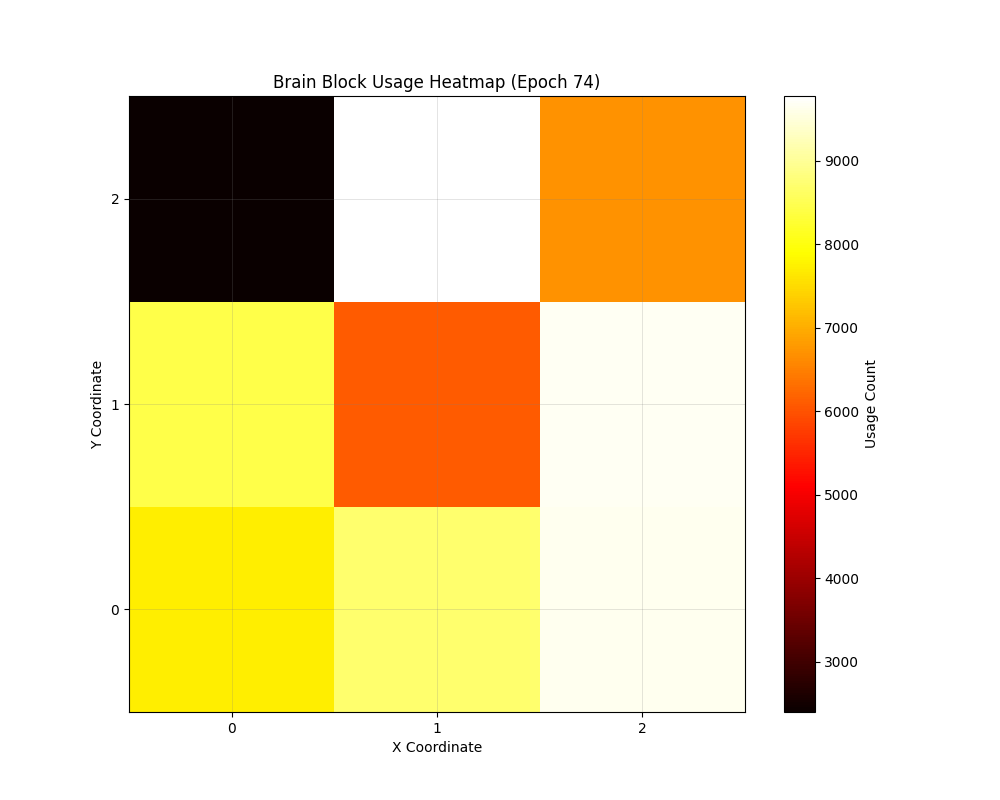 Brain Block Usage Heatmap (Epoch 74)
Y Coordinate
2
1
0
0 1 2
X Coordinate
9000
8000
7000
6000
5000
4000
3000
Usage Count